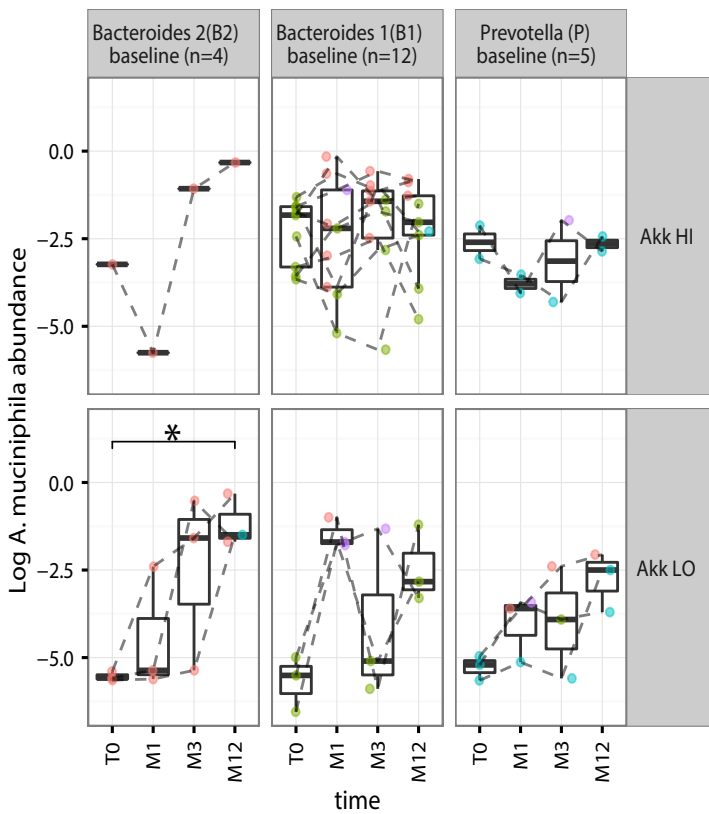 Bacteroides 2(B2)
baseline (n=4)
Bacteroides 1(B1)
baseline (n=12)
Prevotella (P)
baseline (n=5)
Log A. muciniphila abundance
0.0
−2.5
−5.0
Akk HI
*
0.0
−2.5
−5.0
Akk LO
T0
M1
M3
M12
T0
M1
M3
M12
T0
M1
M3
M12
time